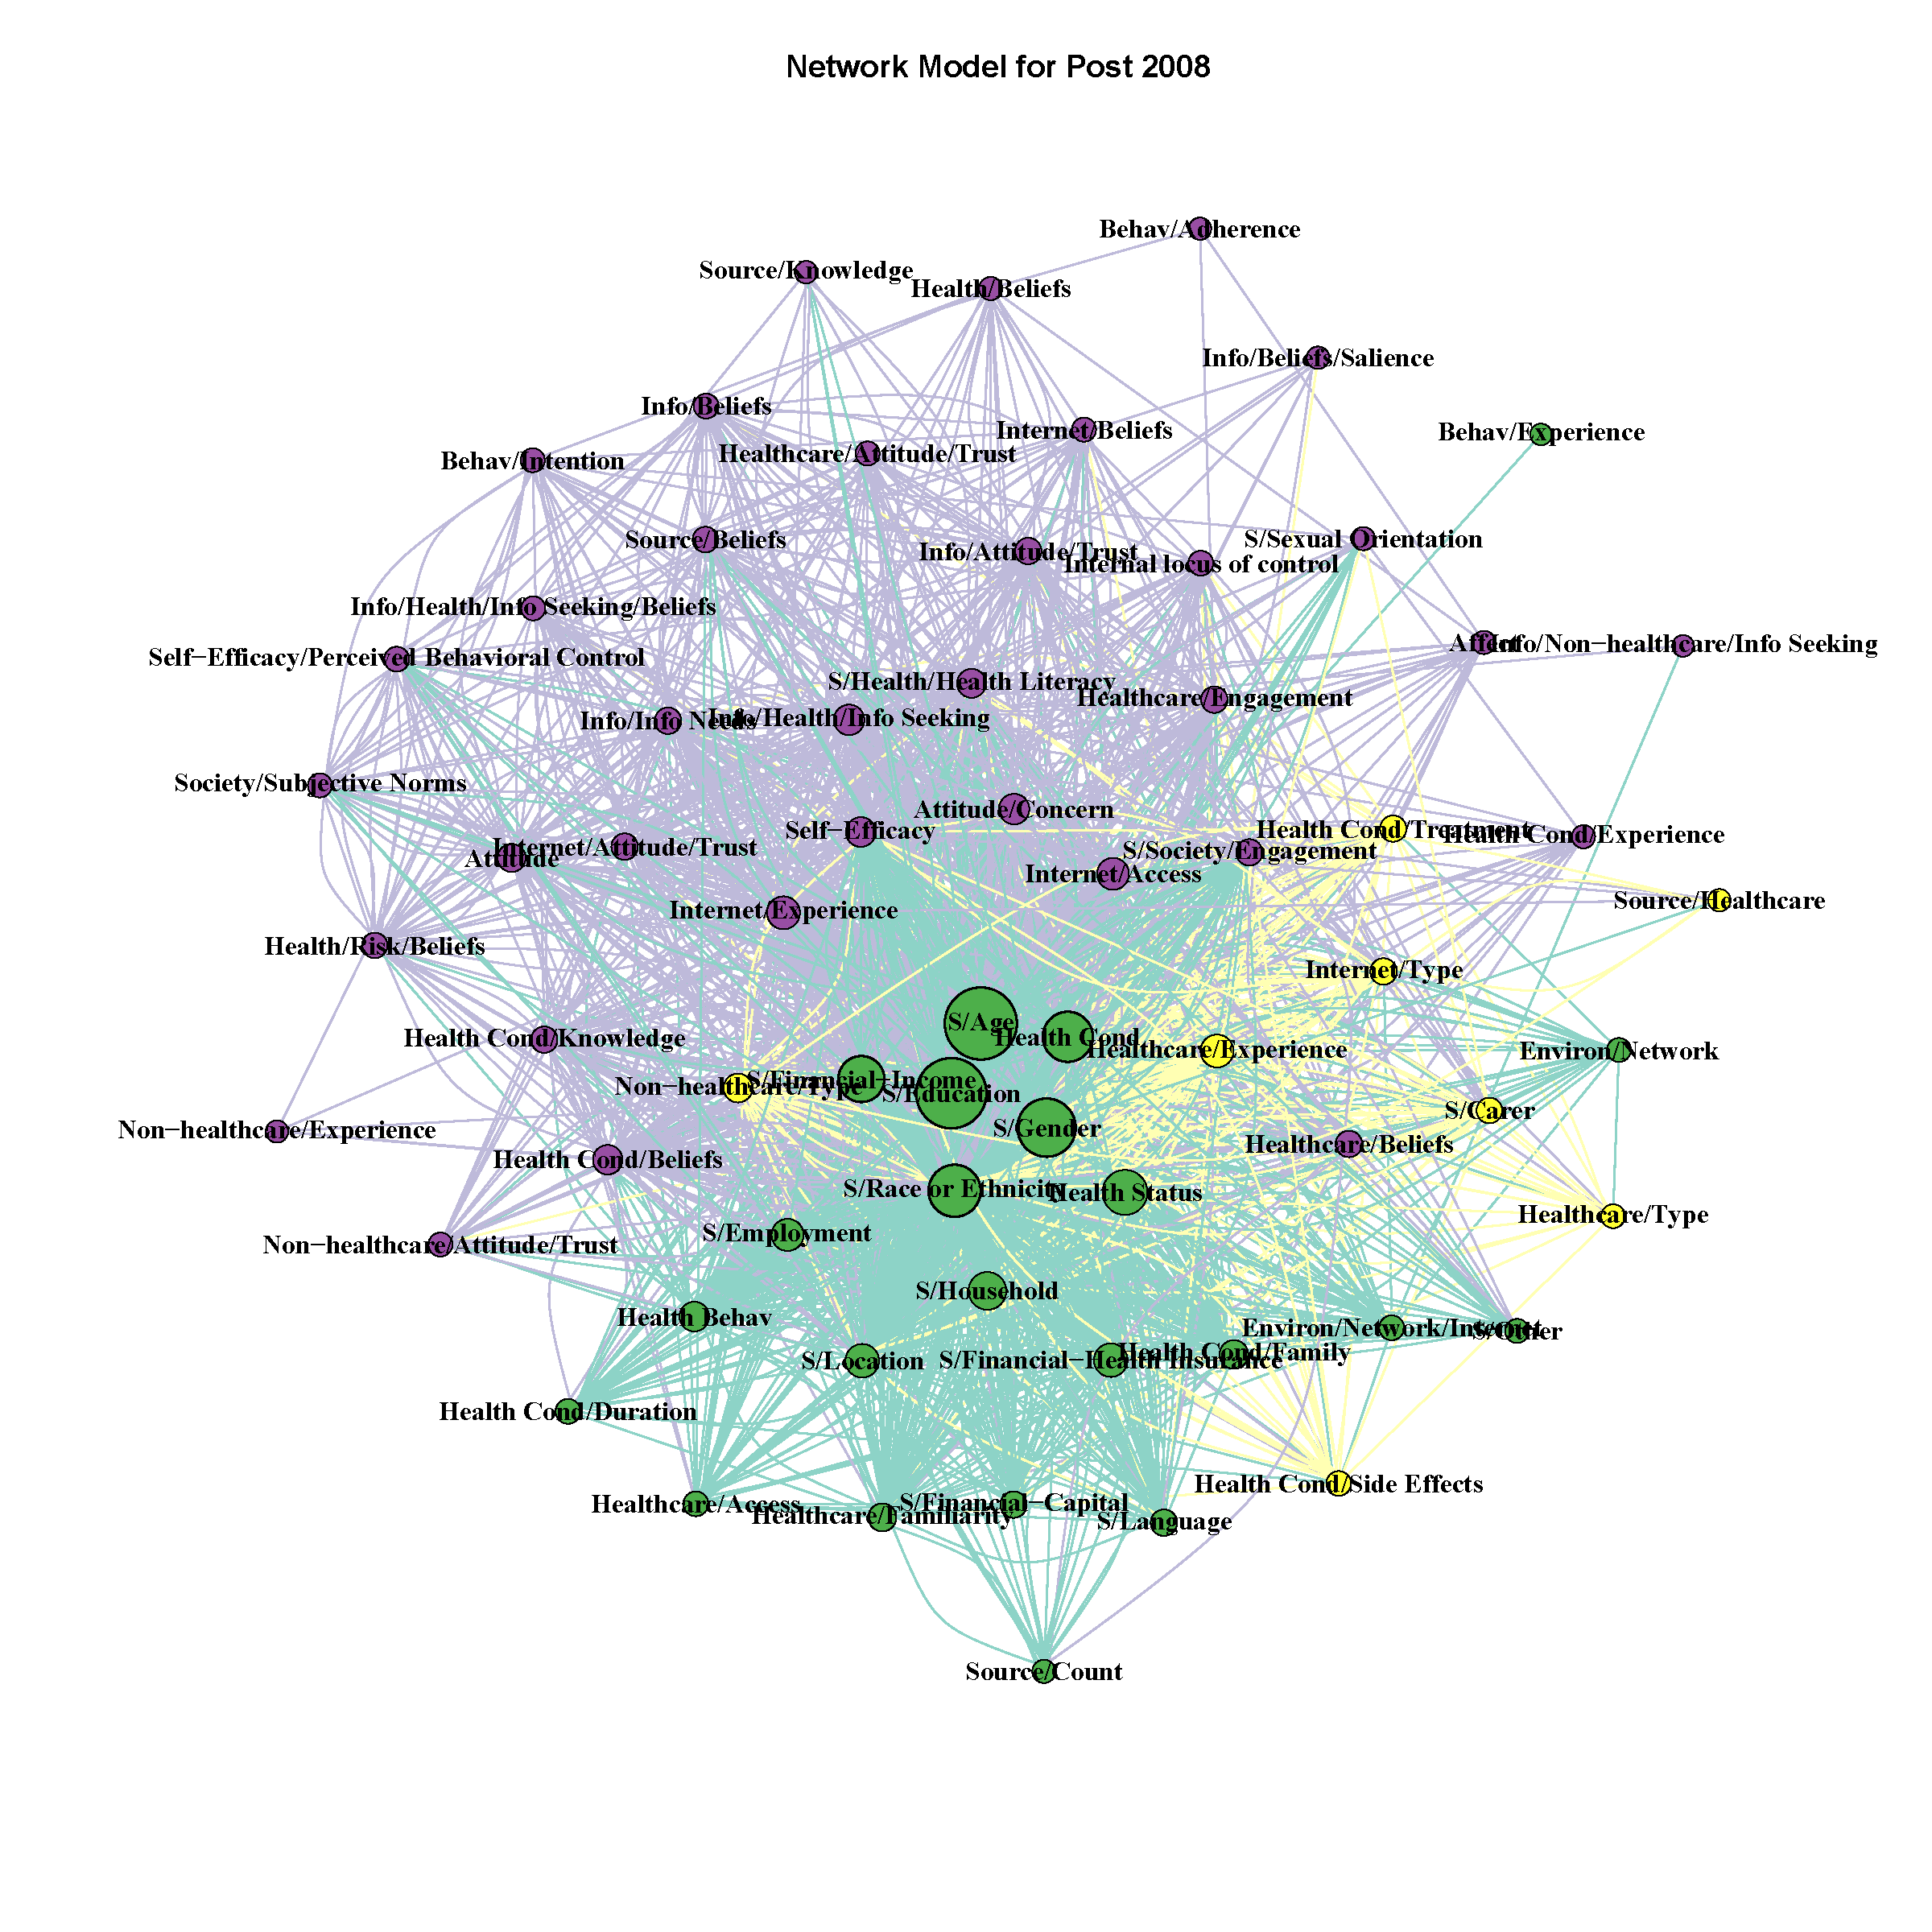 Network Model for Post 2008
Behav/Adherence
Source/Knowledge
Health/Beliefs
Info/Beliefs/Salience
Info/Beliefs
Internet/Beliefs
Behav/Experience
Healthcare/Attitude/Trust
Behav/Intention
Source/Beliefs
S/Sexual Orientation
Info/Attitude/Trust
Internal locus of control
Info/Health/Info Seeking/Beliefs
Self−Efficacy/Perceived Behavioral Control
Affect
Info/Non−healthcare/Info Seeking
S/Health/Health Literacy
Healthcare/Engagement
Info/Info Needs
Info/Health/Info Seeking
Society/Subjective Norms
Attitude/Concern
Self−Efficacy
Health Cond/Treatment
Health Cond/Experience
Internet/Attitude/Trust
Attitude
S/Society/Engagement
Internet/Access
Source/Healthcare
Internet/Experience
Health/Risk/Beliefs
Internet/Type
S/Age
Health Cond
Health Cond/Knowledge
Healthcare/Experience
Environ/Network
Non−healthcare/Type
S/Financial−Income
S/Education
S/Carer
Non−healthcare/Experience
S/Gender
Healthcare/Beliefs
Health Cond/Beliefs
S/Race or Ethnicity
Health Status
Healthcare/Type
S/Employment
Non−healthcare/Attitude/Trust
S/Household
Health Behav
Environ/Network/Internet
S/Other
Health Cond/Family
S/Location
S/Financial−Health Insurance
Health Cond/Duration
Health Cond/Side Effects
Healthcare/Access
S/Financial−Capital
Healthcare/Familiarity
S/Language
Source/Count